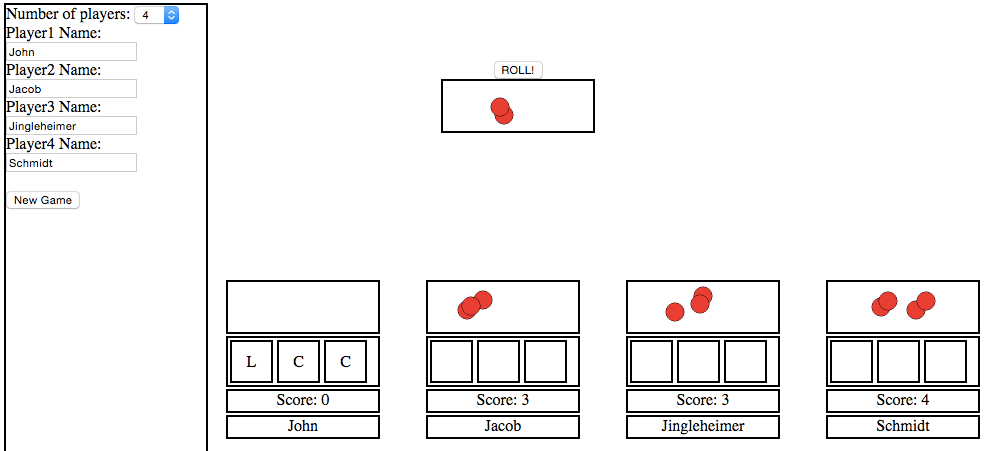 Number of players: 4
Player1 Name:
John
Player2 Name:
Jacob
Player3 Name:
Jingleheimer
Player4 Name:
Schmidt
New Game
ROLL!
L C C
Score: 0 Score: 3 Score: 3 Score: 4
John Jacob Jingleheimer Schmidt